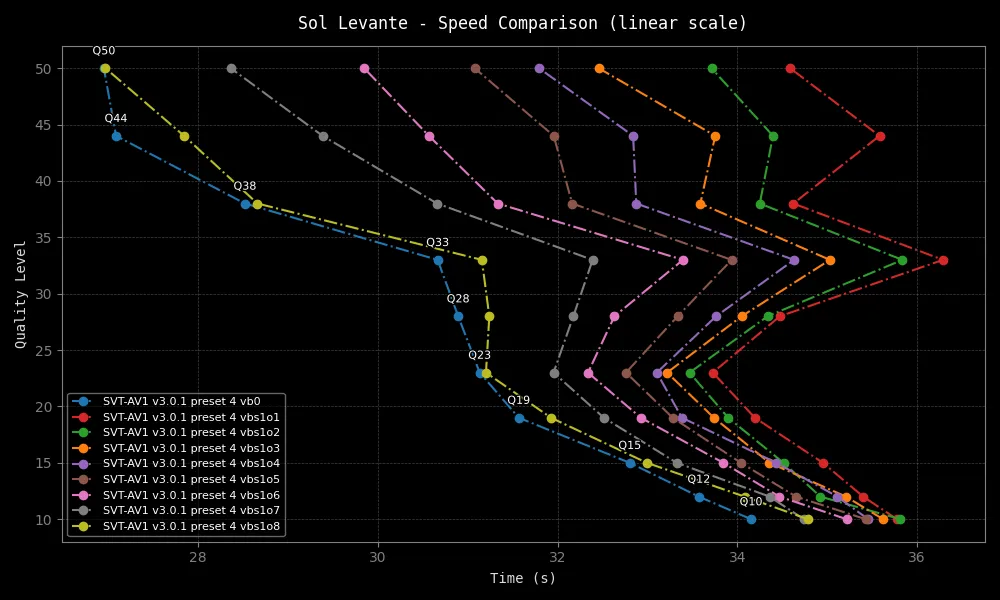 Sol Levante - Speed Comparison (linear scale)
Quality Level
50
45
40
35
30
25
20
15
10
Q50
Q44
Q38
Q33
Q28
Q23
Q19
Q15
Q12
Q10
SVT-AV1 v3.0.1 preset 4 vb0
SVT-AV1 v3.0.1 preset 4 vbs1o1
SVT-AV1 v3.0.1 preset 4 vbs1o2
SVT-AV1 v3.0.1 preset 4 vbs1o3
SVT-AV1 v3.0.1 preset 4 vbs1o4
SVT-AV1 v3.0.1 preset 4 vbs1o5
SVT-AV1 v3.0.1 preset 4 vbs1o6
SVT-AV1 v3.0.1 preset 4 vbs1o7
SVT-AV1 v3.0.1 preset 4 vbs1o8
28
30
32
34
36
Time (s)